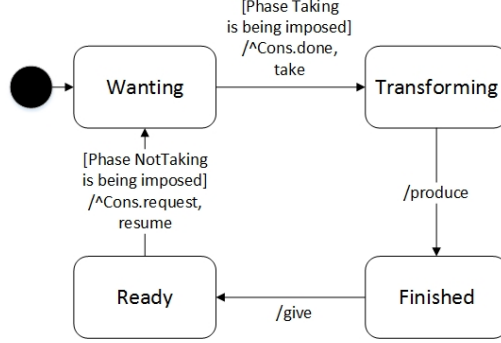 [Phase Taking
is being imposed]
/^Cons.done,
take
Wanting
Transforming
[Phase NotTaking
is being imposed]
/^Cons.request,
resume
/produce
Ready
/give
Finished